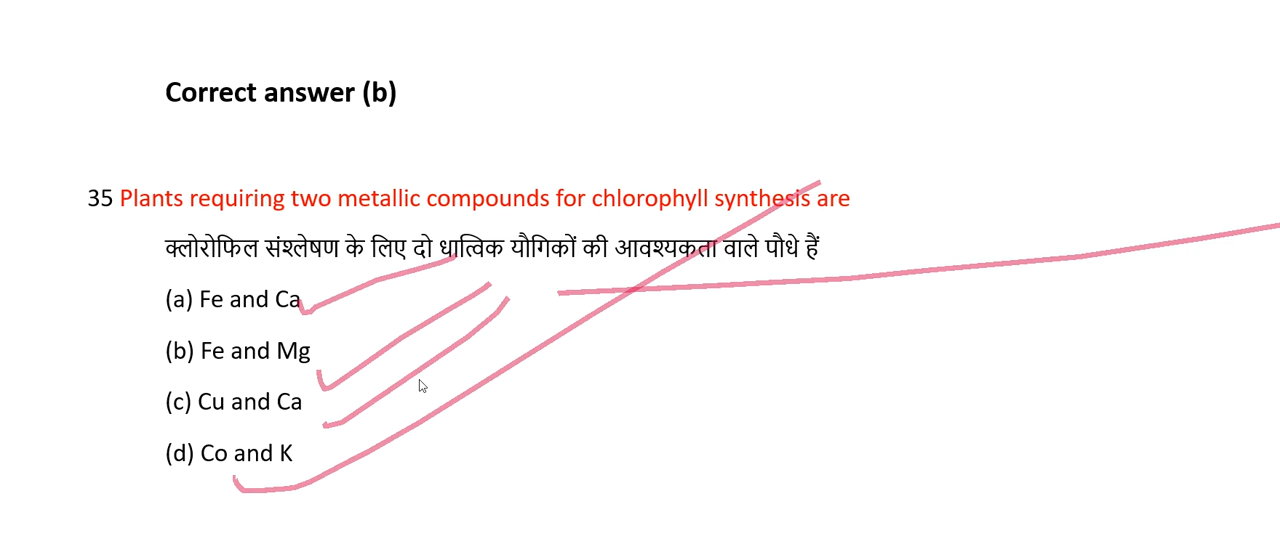 Correct answer (b)
35 Plants requiring two metallic compounds for chlorophyll synthesis are
क्लोरोफिल संश्लेषण के लिए दो धात्विक यौगिकों की आवश्यकता वाले पौधे हैं
(a) Fe and Ca
(b) Fe and Mg
(c) Cu and Ca
(d) Co and K